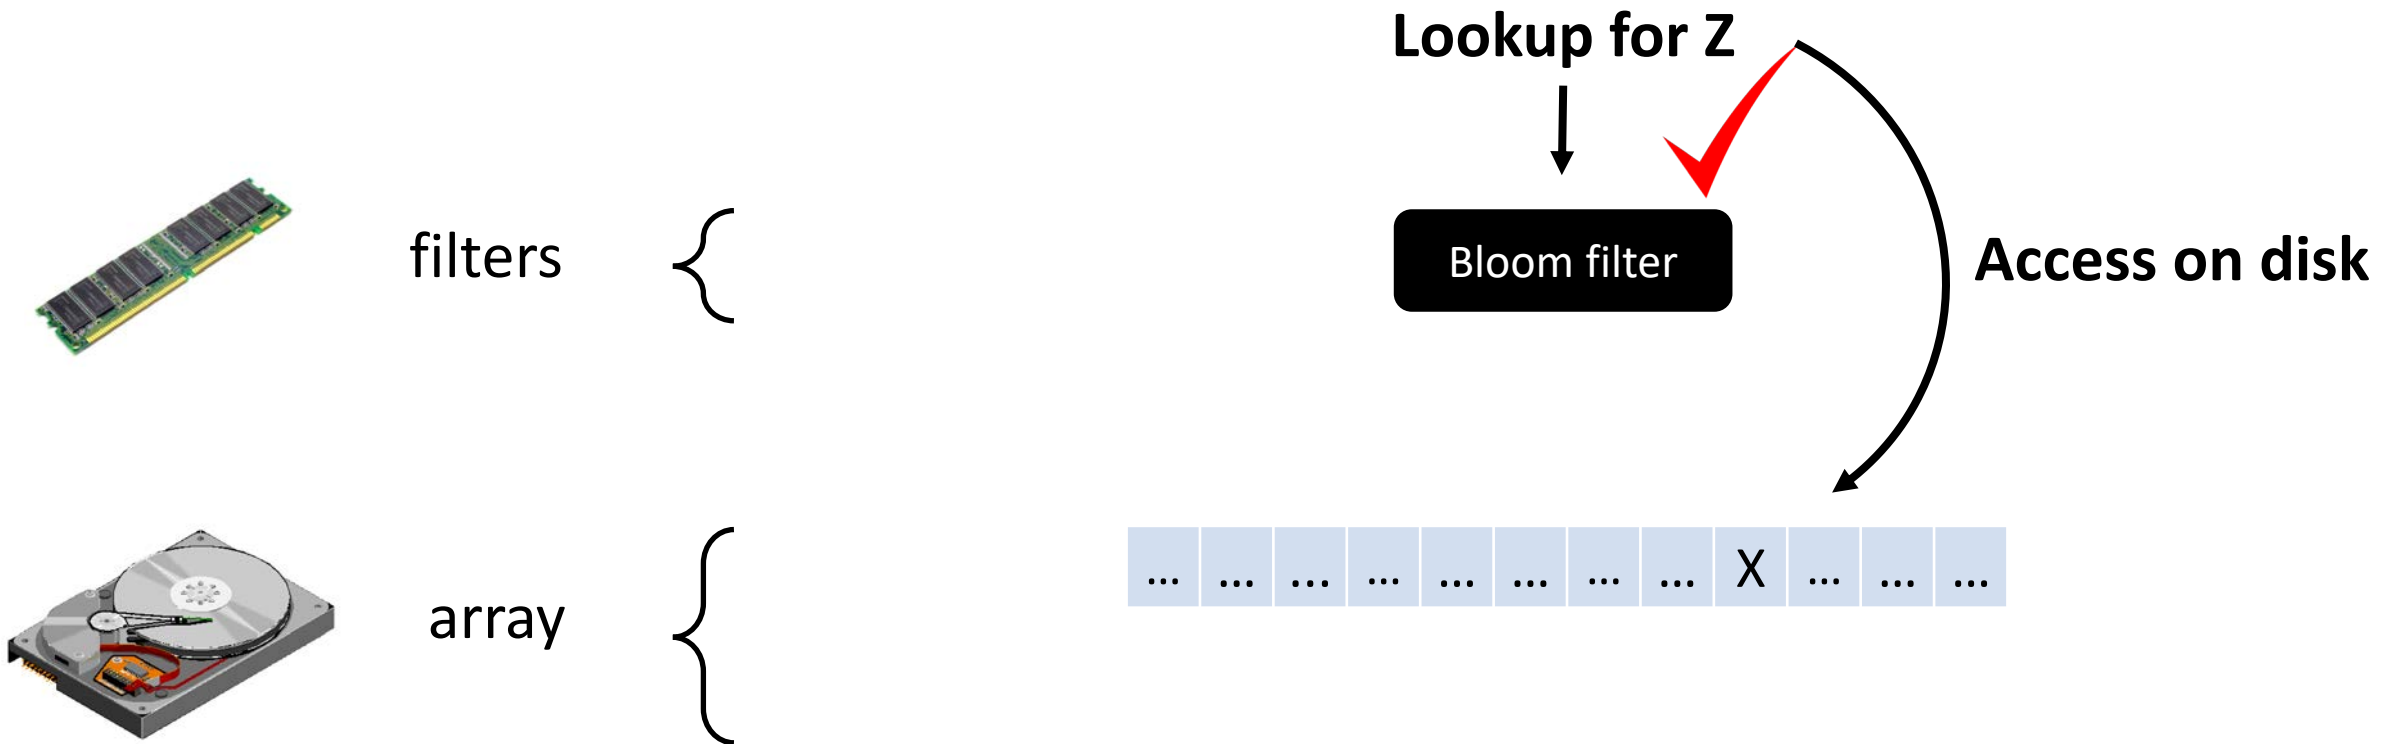 Lookup for Z
filters
Bloom filter
Access on disk
array
... ... ... ... ... ... ... ... X ... ... ...